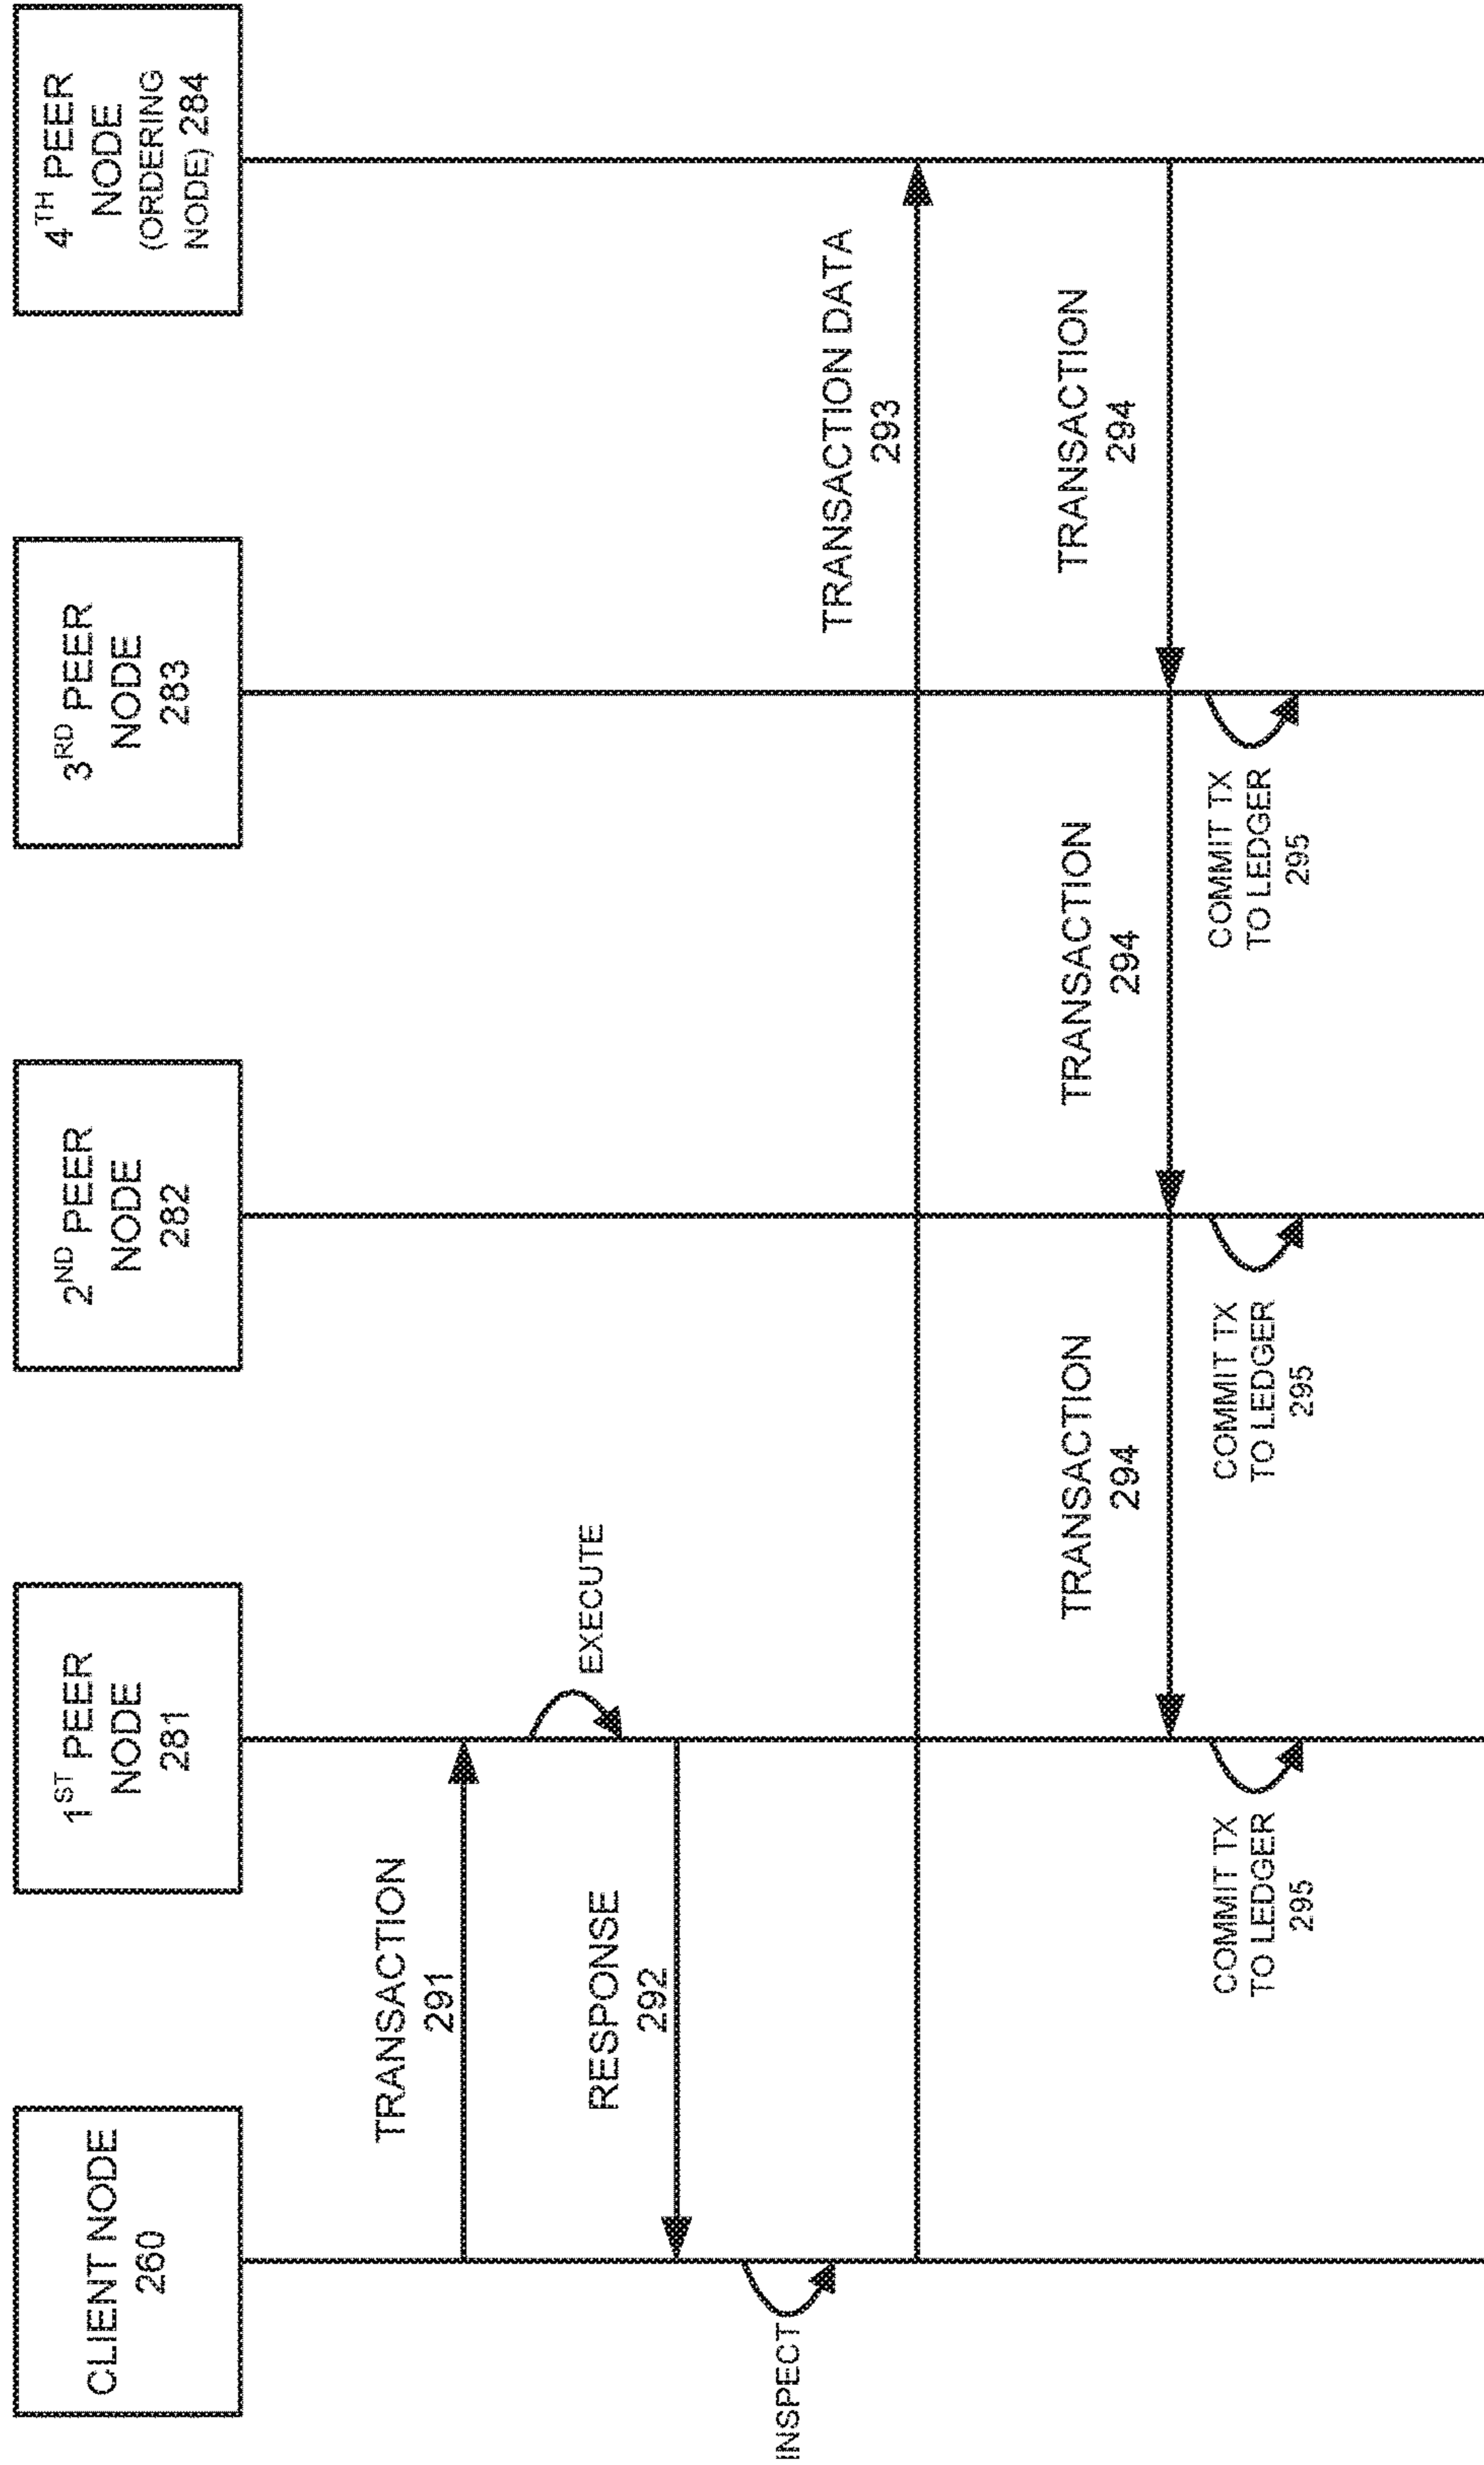 CLIENT NODE
260
1ST PEER
NODE
281
2ND PEER
NODE
282
3RD PEER
NODE
283
4TH PEER
NODE
(ORDERING
NODE) 284
TRANSACTION
291
EXECUTE
RESPONSE
292
INSPECT
TRANSACTION DATA
293
TRANSACTION
294
TRANSACTION
294
TRANSACTION
294
COMMIT TX
TO LEDGER
295
COMMIT TX
TO LEDGER
295
COMMIT TX
TO LEDGER
295